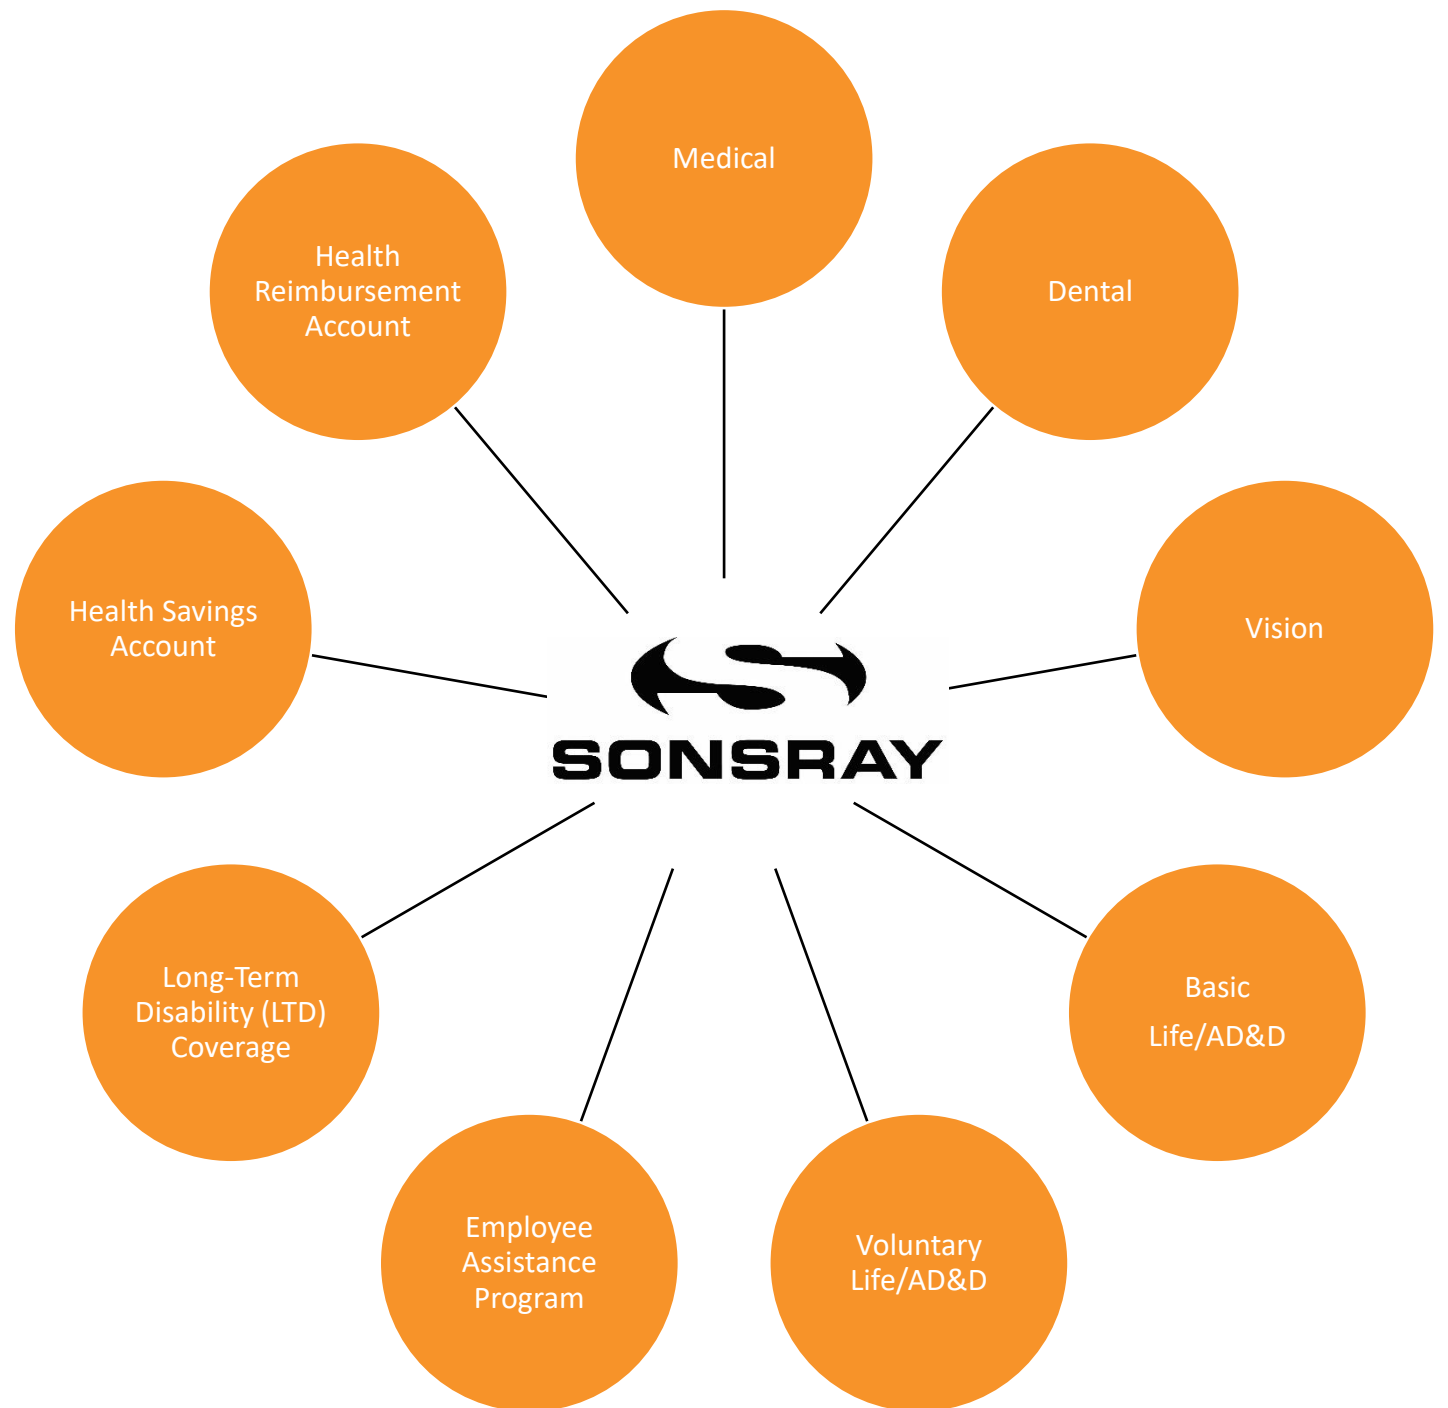 Medical
Dental
Vision
Basic
Life/AD&D
Voluntary
Life/AD&D
Employee
Assistance
Program
Long-Term
Disability (LTD)
Coverage
Health Savings
Account
Health
Reimbursement
Account
SONSRAY